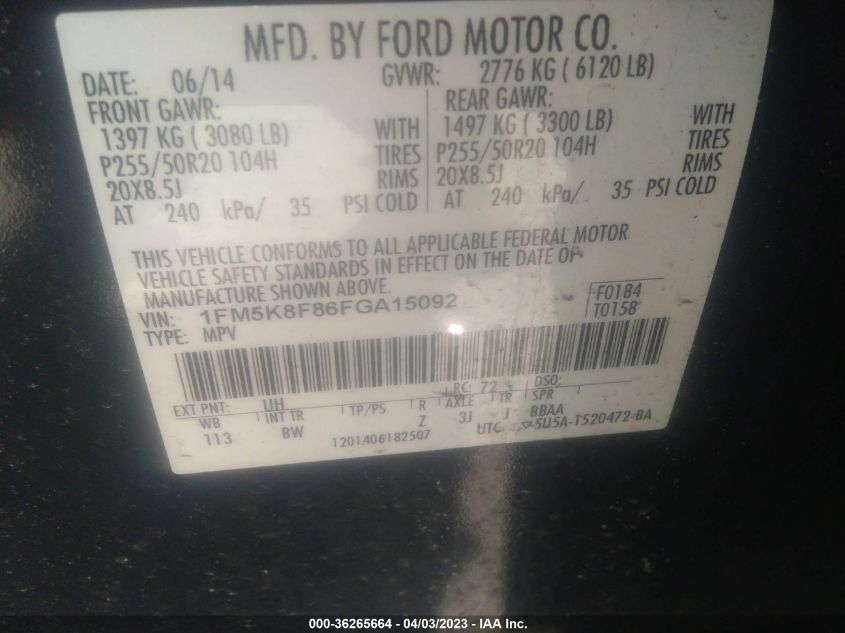 MFD. BY FORD MOTOR CO.
DATE: 06/14 GVWR: 2776 KG ( 6120 LB)
FRONT GAWR: REAR GAWR:
1397 KG ( 3080 LB) WITH 1497 KG ( 3300 LB) WITH
P255/50R20 104H TIRES P255/50R20 104H TIRES
20X8.5J RIMS 20X8.5J RIMS
AT 240 kPa/ 35 PSI COLD AT 240 kPa/ 35 PSI COLD
THIS VEHICLE CONFORMS TO ALL APPLICABLE FEDERAL MOTOR
VEHICLE SAFETY STANDARDS IN EFFECT ON THE DATE OF
MANUFACTURE SHOWN ABOVE.
VIN: 1FM5K8F86FGA15092 F0184
TYPE: MPV T0158
EXT PNT: UH RC: 72 DSO:
WB INT TR TP/PS R AXLE TR SPR
113 BW Z 3J J BBAA
1201406182507 UTC 5U5A-T520472-BA
000-36265664 - 04/03/2023 - IAA Inc.